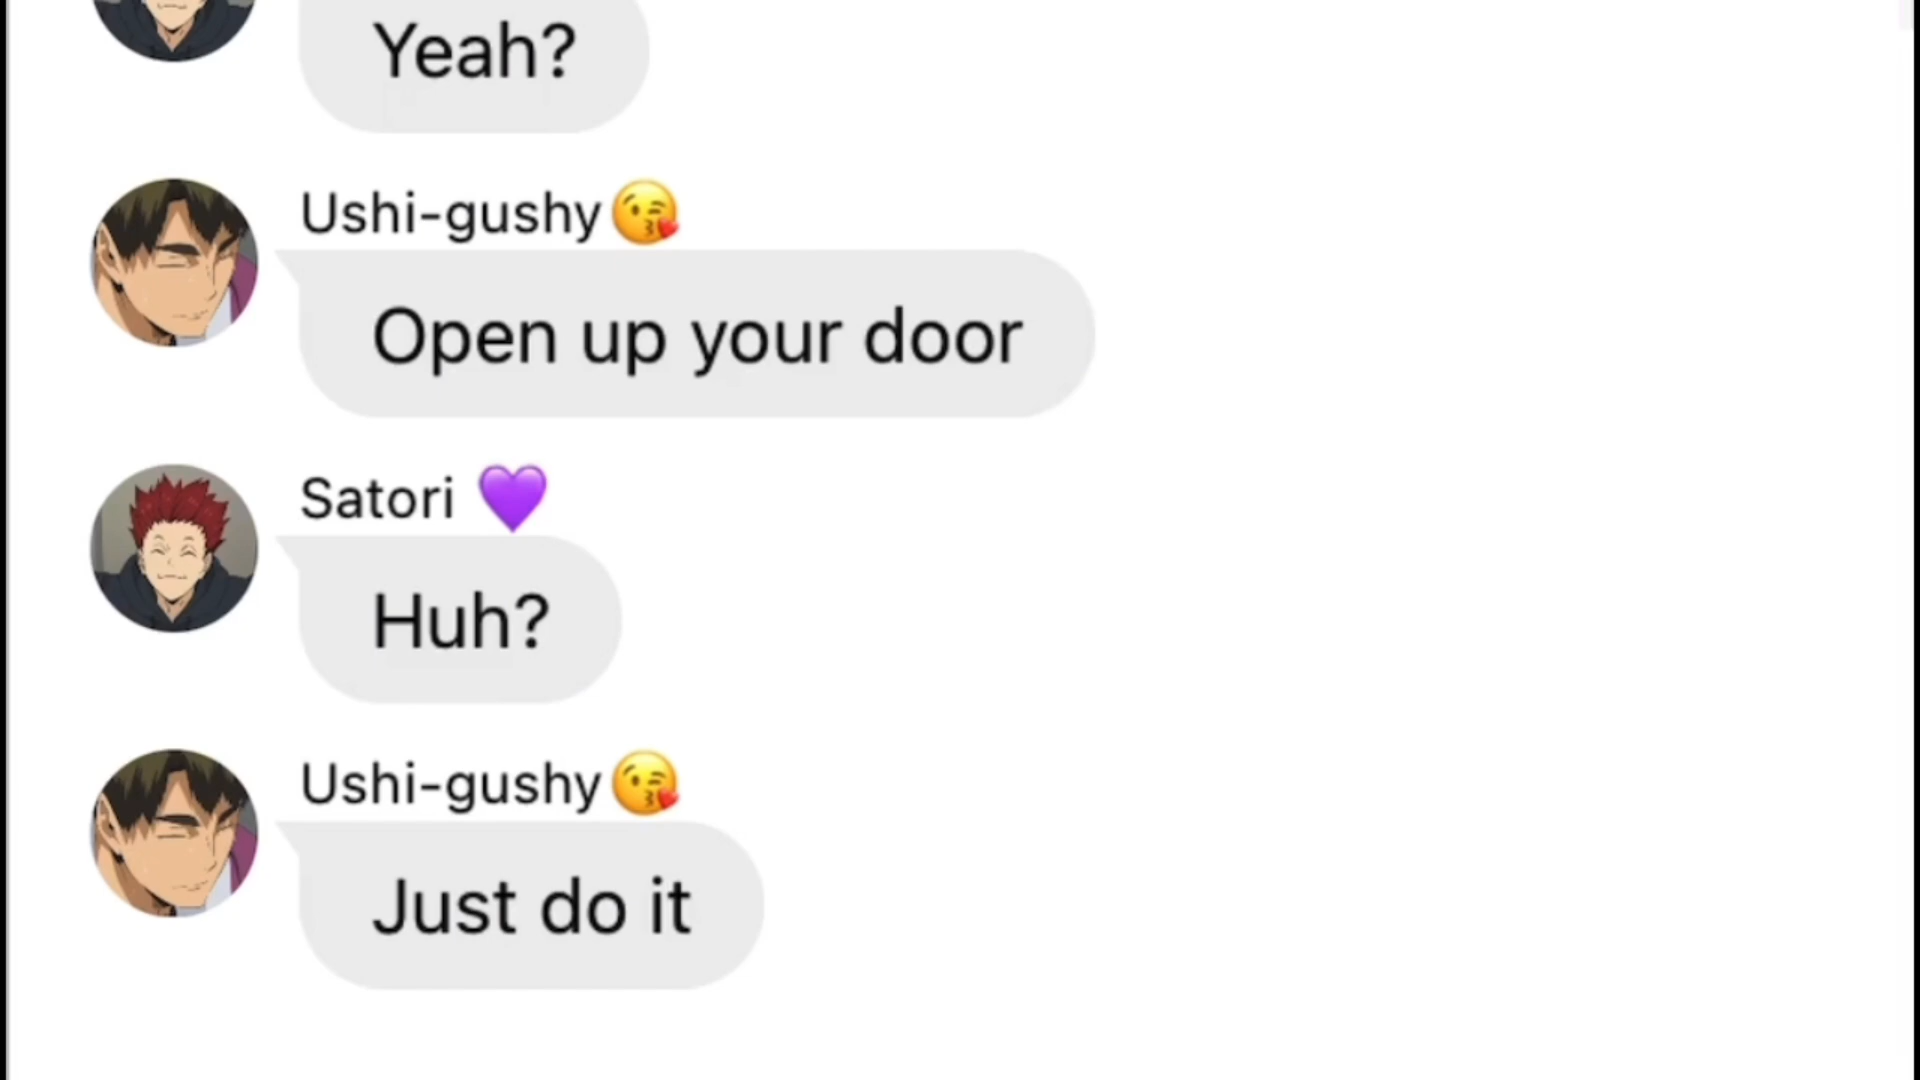 Yeah?
Ushi-gushy😘
Open up your door
Satori 💜
Huh?
Ushi-gushy😘
Just do it